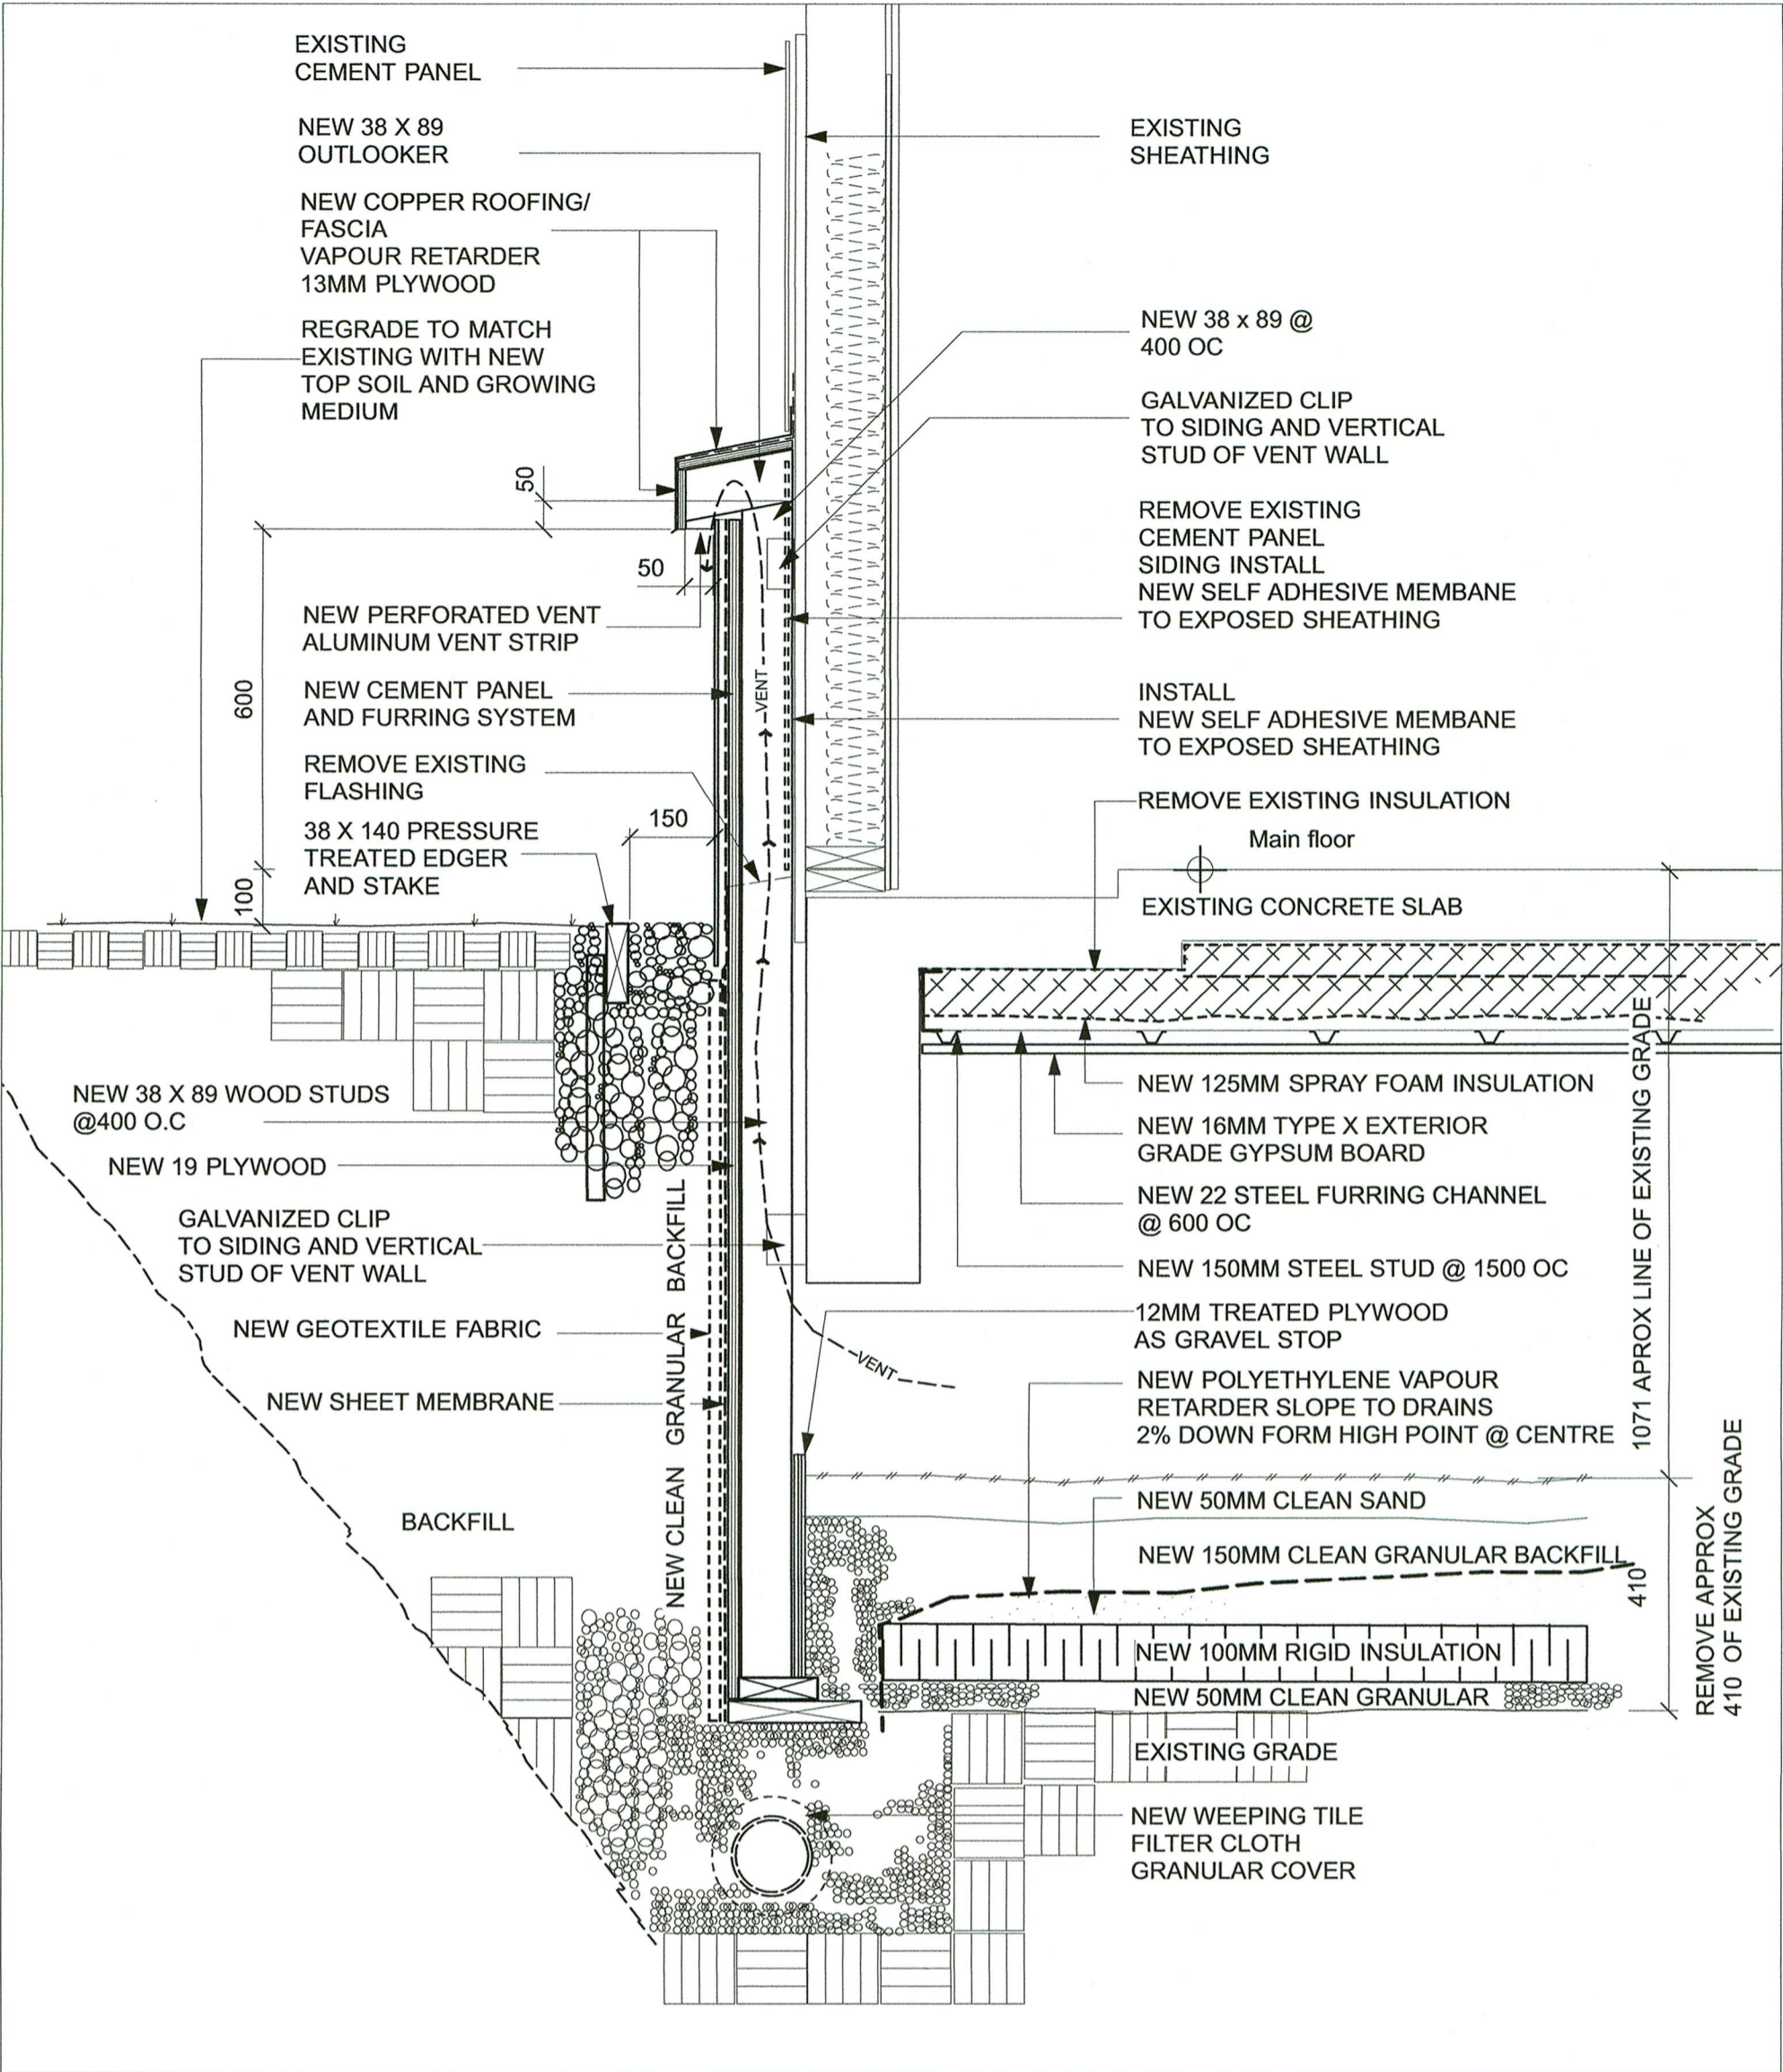 EXISTING
CEMENT PANEL
NEW 38 X 89
OUTLOOKER
NEW COPPER ROOFING/
FASCIA
VAPOUR RETARDER
13MM PLYWOOD
REGRADE TO MATCH
EXISTING WITH NEW
TOP SOIL AND GROWING
MEDIUM
50
50
NEW PERFORATED VENT
ALUMINUM VENT STRIP
600
NEW CEMENT PANEL
AND FURRING SYSTEM
REMOVE EXISTING
FLASHING
150
38 X 140 PRESSURE
TREATED EDGER
AND STAKE
100
VENT
NEW 38 X 89 WOOD STUDS
@400 O.C
NEW 19 PLYWOOD
GALVANIZED CLIP
TO SIDING AND VERTICAL
STUD OF VENT WALL
NEW GEOTEXTILE FABRIC
NEW SHEET MEMBRANE
NEW CLEAN GRANULAR BACKFILL
BACKFILL
EXISTING
SHEATHING
NEW 38 x 89 @
400 OC
GALVANIZED CLIP
TO SIDING AND VERTICAL
STUD OF VENT WALL
REMOVE EXISTING
CEMENT PANEL
SIDING INSTALL
NEW SELF ADHESIVE MEMBANE
TO EXPOSED SHEATHING
INSTALL
NEW SELF ADHESIVE MEMBANE
TO EXPOSED SHEATHING
REMOVE EXISTING INSULATION
Main floor
EXISTING CONCRETE SLAB
NEW 125MM SPRAY FOAM INSULATION
NEW 16MM TYPE X EXTERIOR
GRADE GYPSUM BOARD
NEW 22 STEEL FURRING CHANNEL
@ 600 OC
NEW 150MM STEEL STUD @ 1500 OC
12MM TREATED PLYWOOD
AS GRAVEL STOP
VENT
NEW POLYETHYLENE VAPOUR
RETARDER SLOPE TO DRAINS
2% DOWN FORM HIGH POINT @ CENTRE
1071 APROX LINE OF EXISTING GRADE
NEW 50MM CLEAN SAND
NEW 150MM CLEAN GRANULAR BACKFILL
410
REMOVE APPROX
410 OF EXISTING GRADE
NEW 100MM RIGID INSULATION
NEW 50MM CLEAN GRANULAR
EXISTING GRADE
NEW WEEPING TILE
FILTER CLOTH
GRANULAR COVER